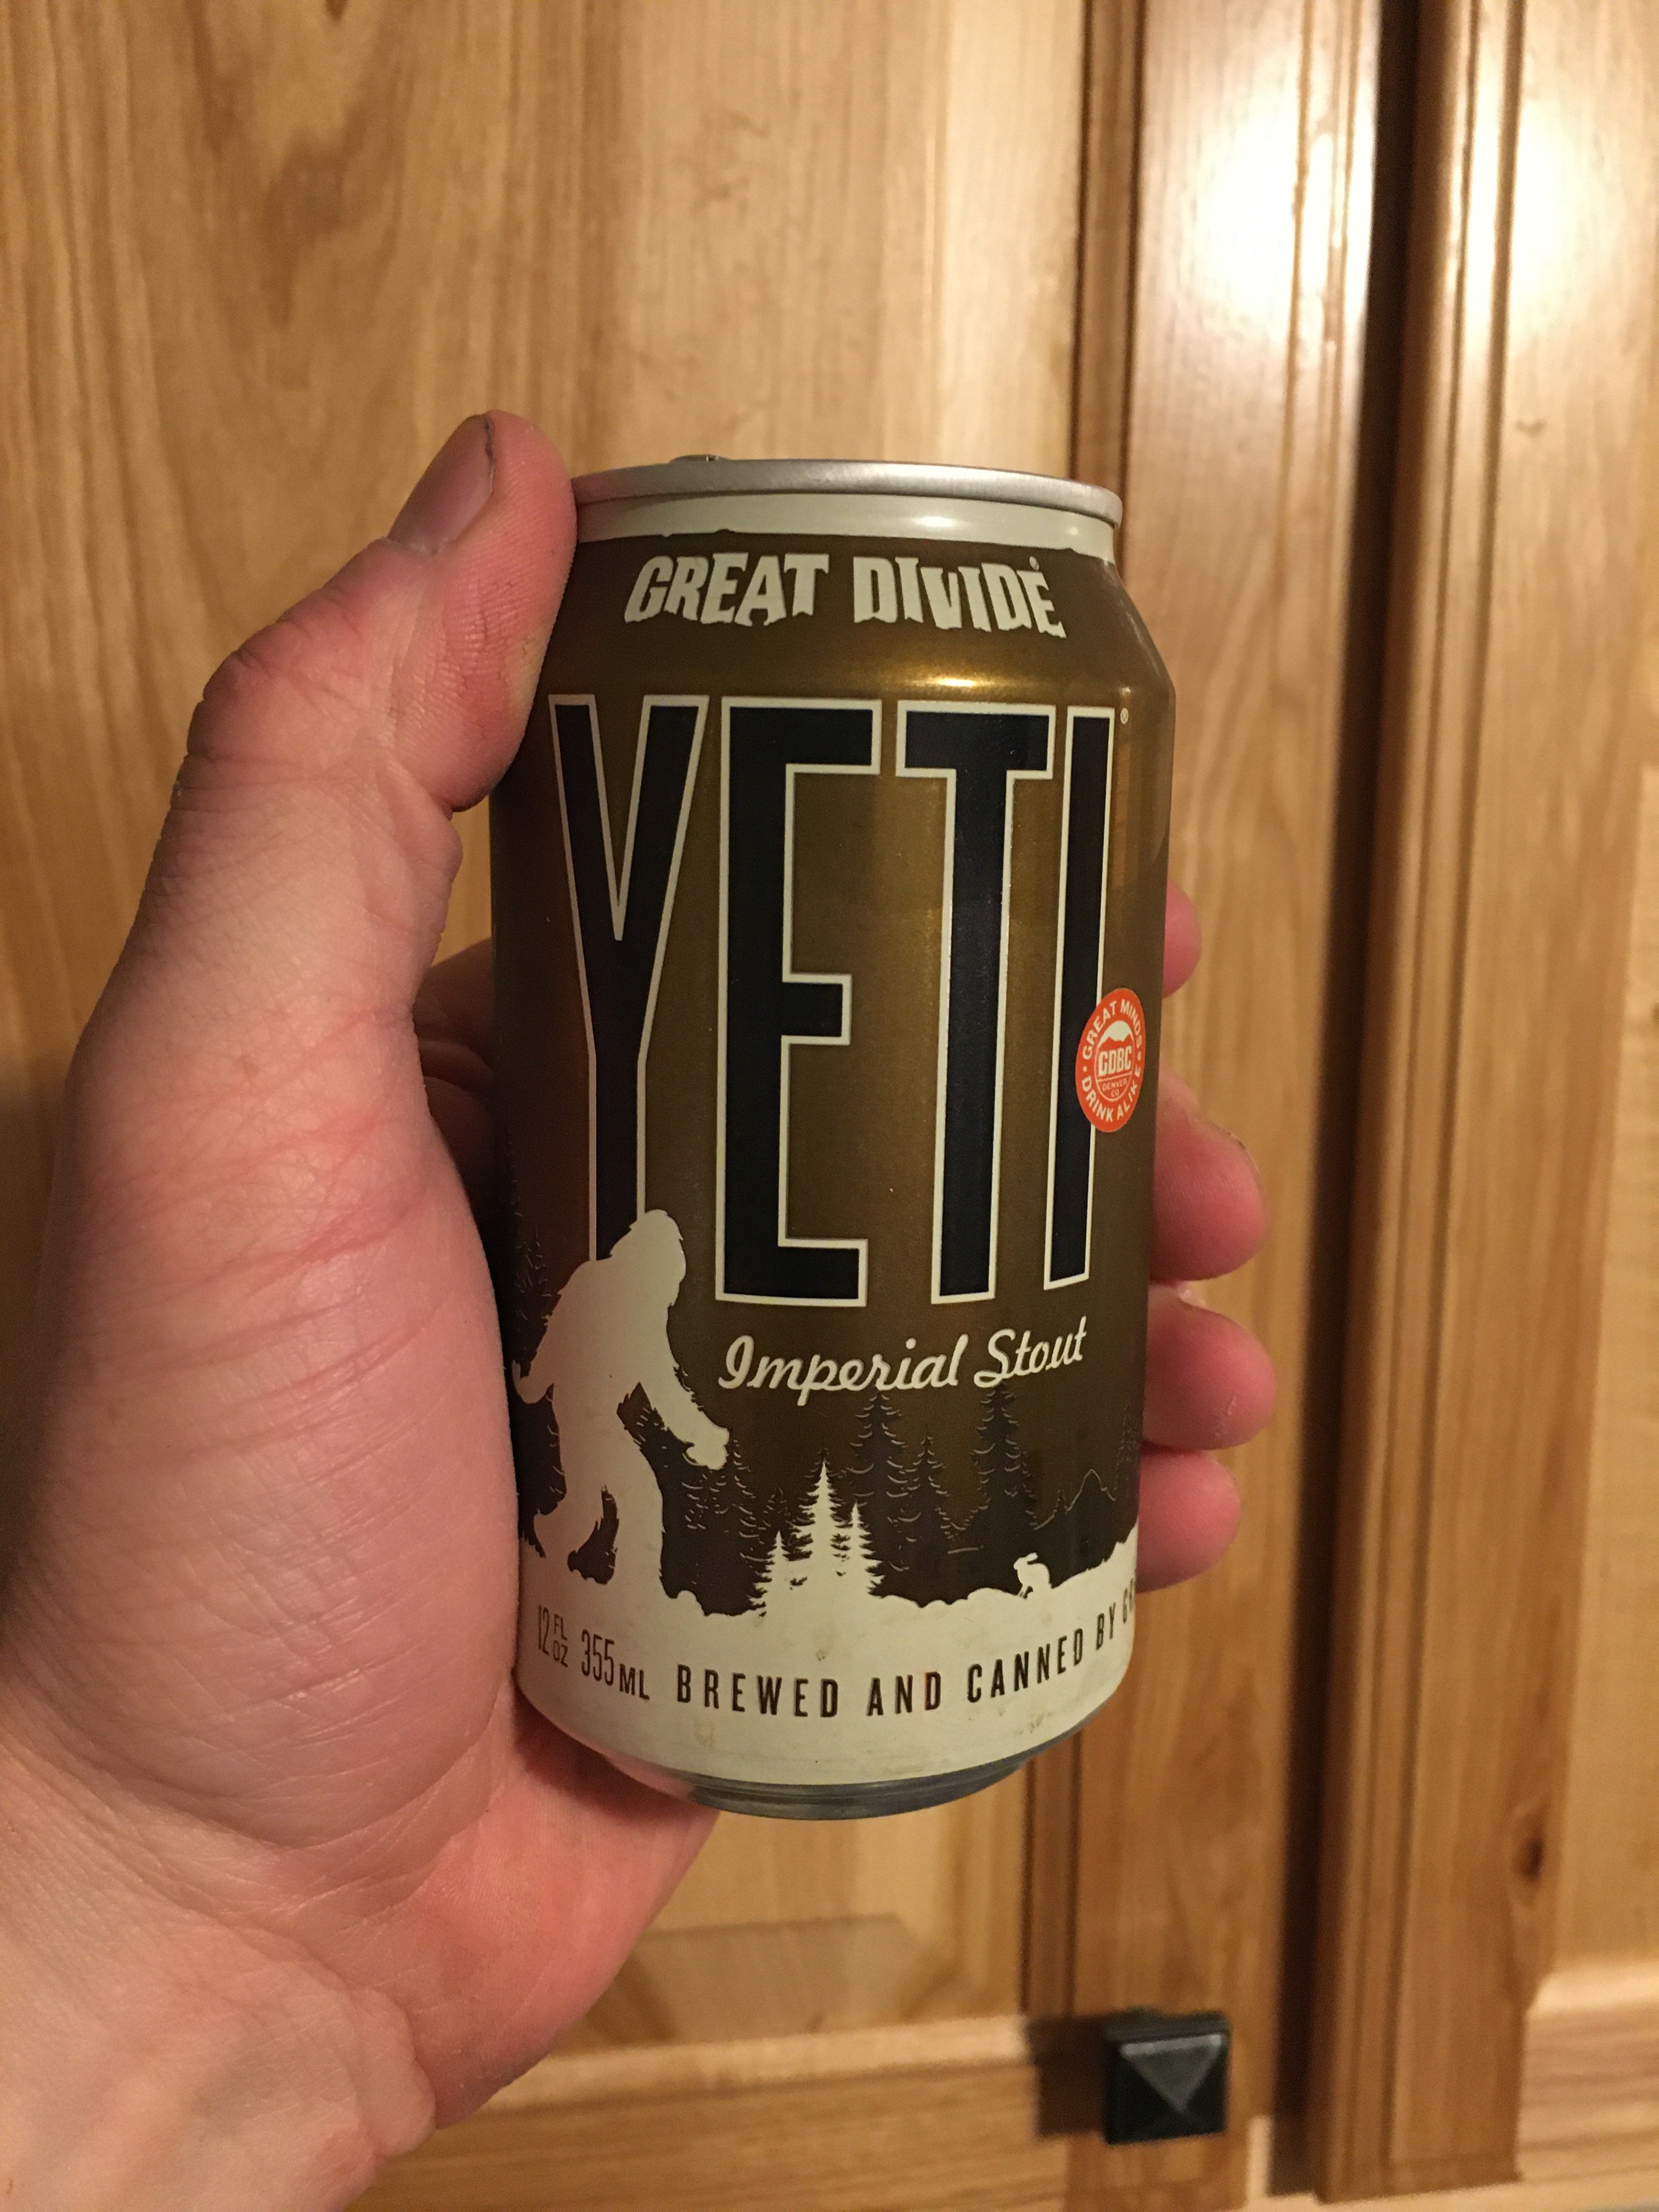 GREAT DIVIDE®
YETI®
GREAT MINDS
GDBC
DENVER
CO
DRINK ALIKE
Imperial Stout
12 FL OZ 355 ML BREWED AND CANNED BY